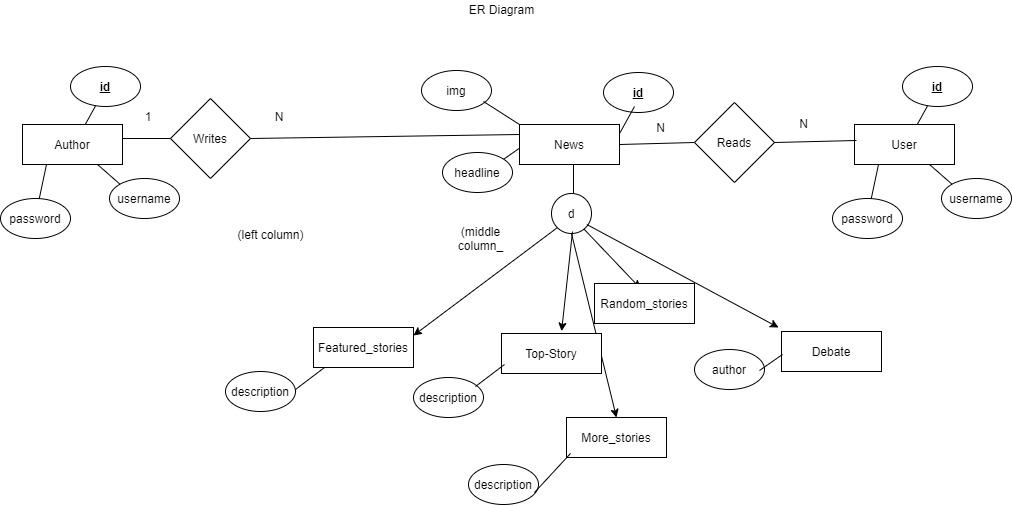 ER Diagram
id
img
id
id
1
N
N
N
Author
Writes
News
Reads
User
headline
password
username
password
username
d
(left column)
(middle
column_
Random_stories
Featured_stories
Top-Story
Debate
author
description
description
More_stories
description